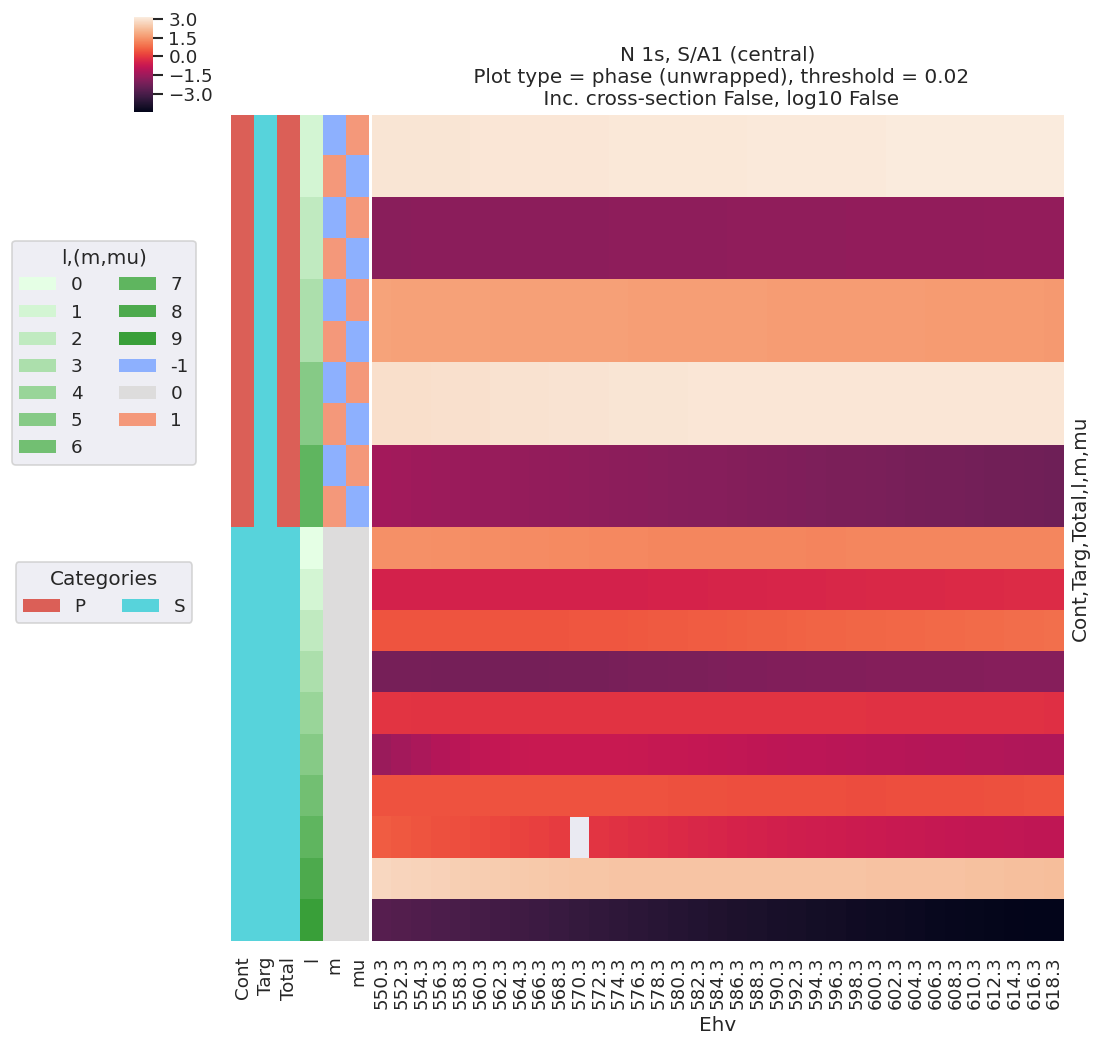 3.0
1.5
0.0
−1.5
−3.0
N 1s, S/A1 (central)
Plot type = phase (unwrapped), threshold = 0.02
Inc. cross-section False, log10 False
l,(m,mu)
0 7
1 8
2 9
3 -1
4 0
5 1
6
Categories
P S
Cont,Targ,Total,l,m,mu
Cont Targ Total l m mu
550.3 552.3 554.3 556.3 558.3 560.3 562.3 564.3 566.3 568.3 570.3 572.3 574.3 576.3 578.3 580.3 582.3 584.3 586.3 588.3 590.3 592.3 594.3 596.3 598.3 600.3 602.3 604.3 606.3 608.3 610.3 612.3 614.3 616.3 618.3
Ehv